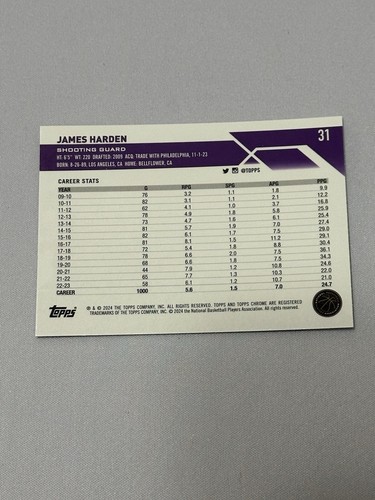 JAMES HARDEN
31
SHOOTING GUARD
HT: 6'5" WT: 220 DRAFTED: 2009 ACQ: TRADE WITH PHILADELPHIA, 11-1-23
BORN: 8-26-89, LOS ANGELES, CA HOME: BELLFLOWER, CA
@TOPPS
CAREER STATS
YEAR G RPG SPG APG PPG
09-10 76 3.2 1.1 1.8 9.9
10-11 82 3.1 1.1 2.1 12.2
11-12 62 4.1 1.0 3.7 16.8
12-13 78 4.9 1.8 5.8 25.9
13-14 73 4.7 1.6 6.1 25.4
14-15 81 5.7 1.9 7.0 27.4
15-16 82 6.1 1.7 7.5 29.0
16-17 81 8.1 1.5 11.2 29.1
17-18 72 5.4 1.8 8.8 30.4
18-19 78 6.6 2.0 7.5 36.1
19-20 68 6.6 1.8 7.5 34.3
20-21 44 7.9 1.2 10.8 24.6
21-22 65 7.7 1.3 10.3 22.0
22-23 58 6.1 1.2 10.7 21.0
CAREER 1000 5.6 1.5 7.0 24.7
Topps
® & © 2024 THE TOPPS COMPANY, INC. ALL RIGHTS RESERVED. TOPPS AND TOPPS CHROME ARE REGISTERED
TRADEMARKS OF THE TOPPS COMPANY, INC. © 2024 the National Basketball Players Association. All rights reserved.